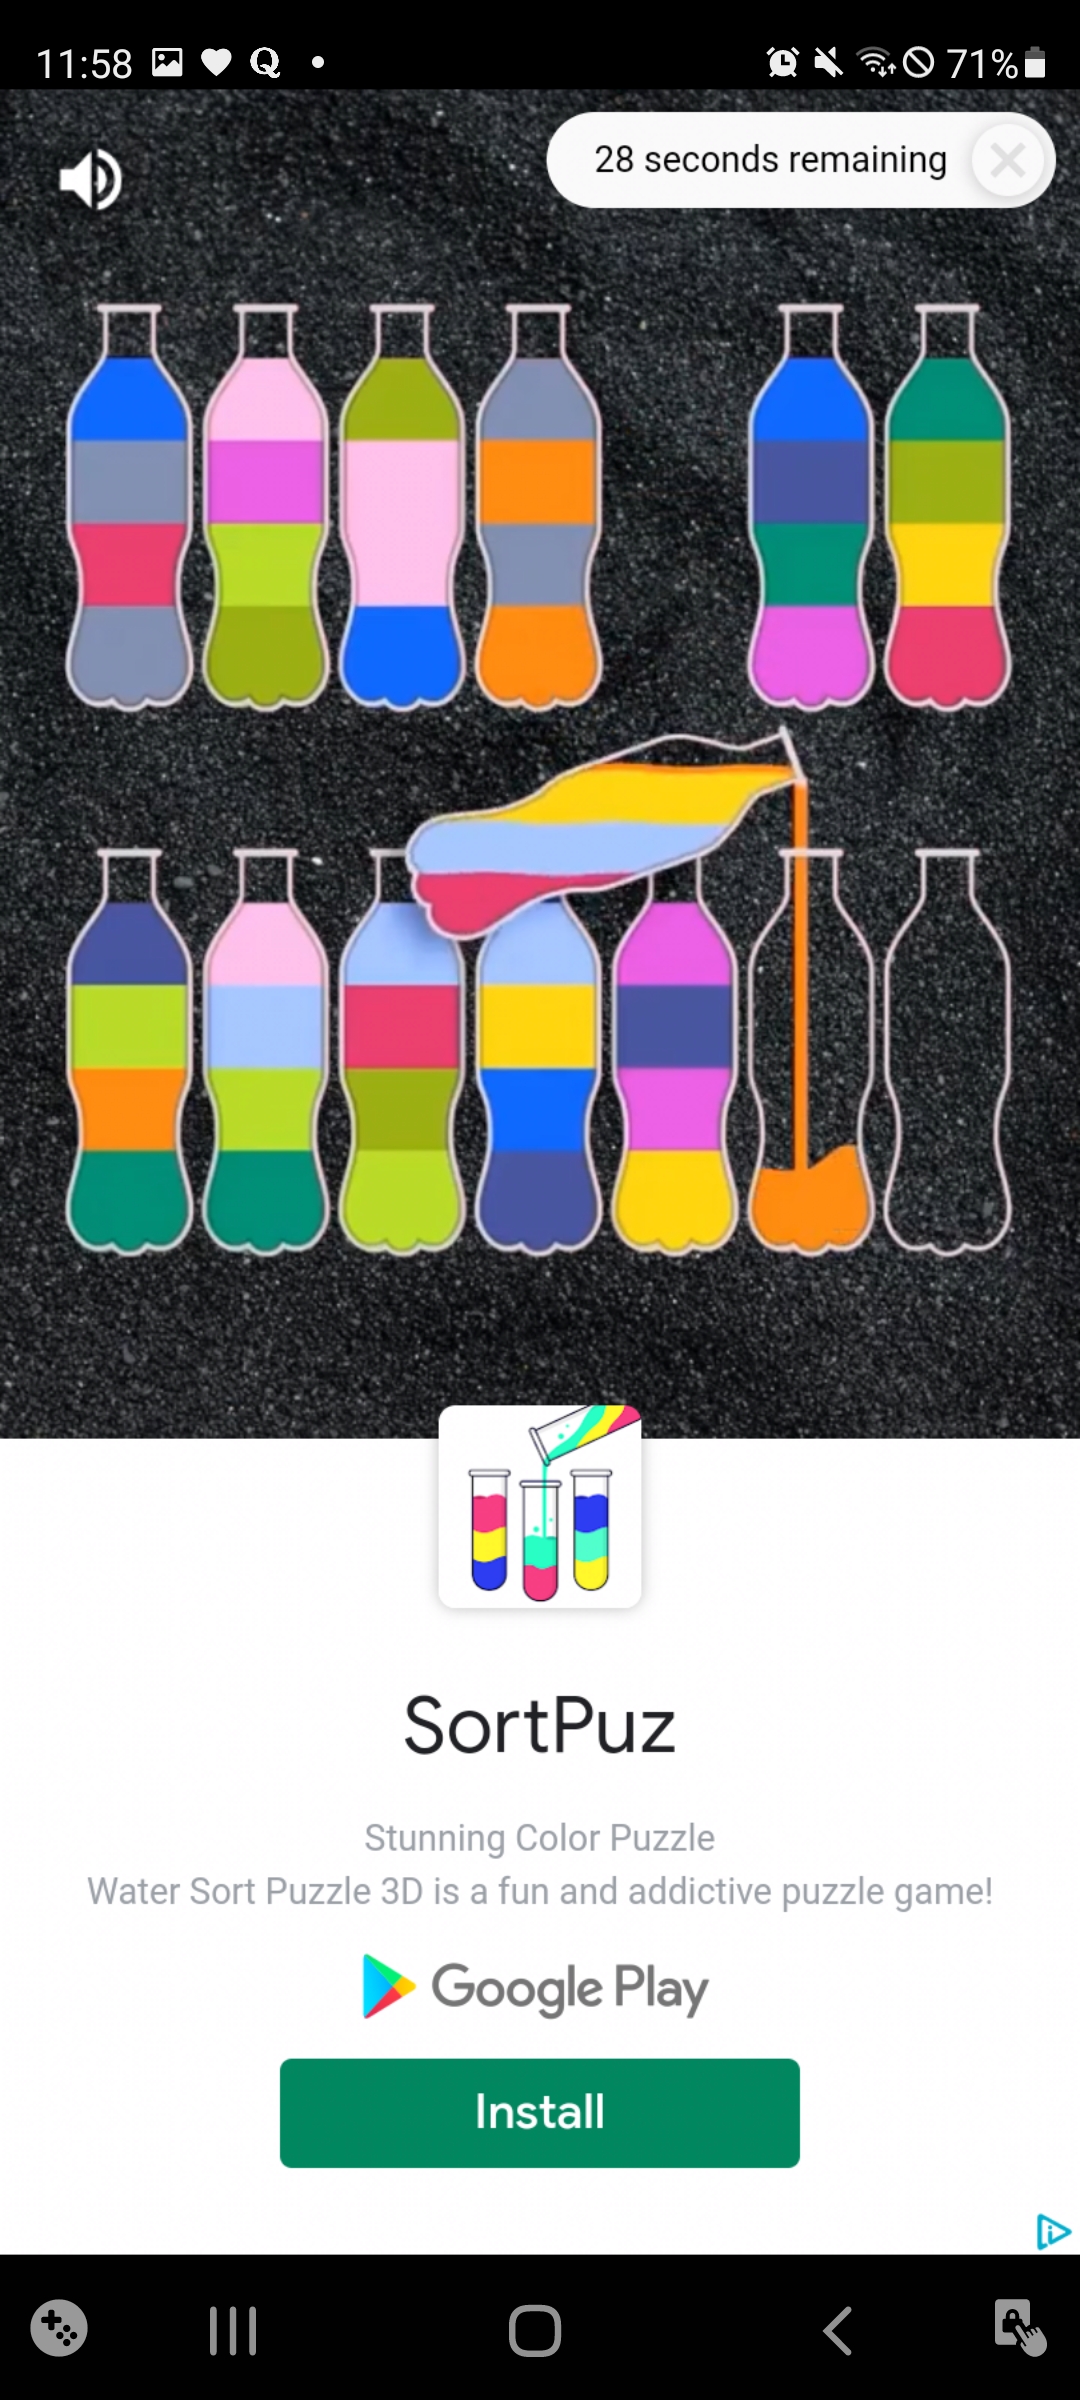 11:58
71%
28 seconds remaining
SortPuz
Stunning Color Puzzle
Water Sort Puzzle 3D is a fun and addictive puzzle game!
Google Play
Install